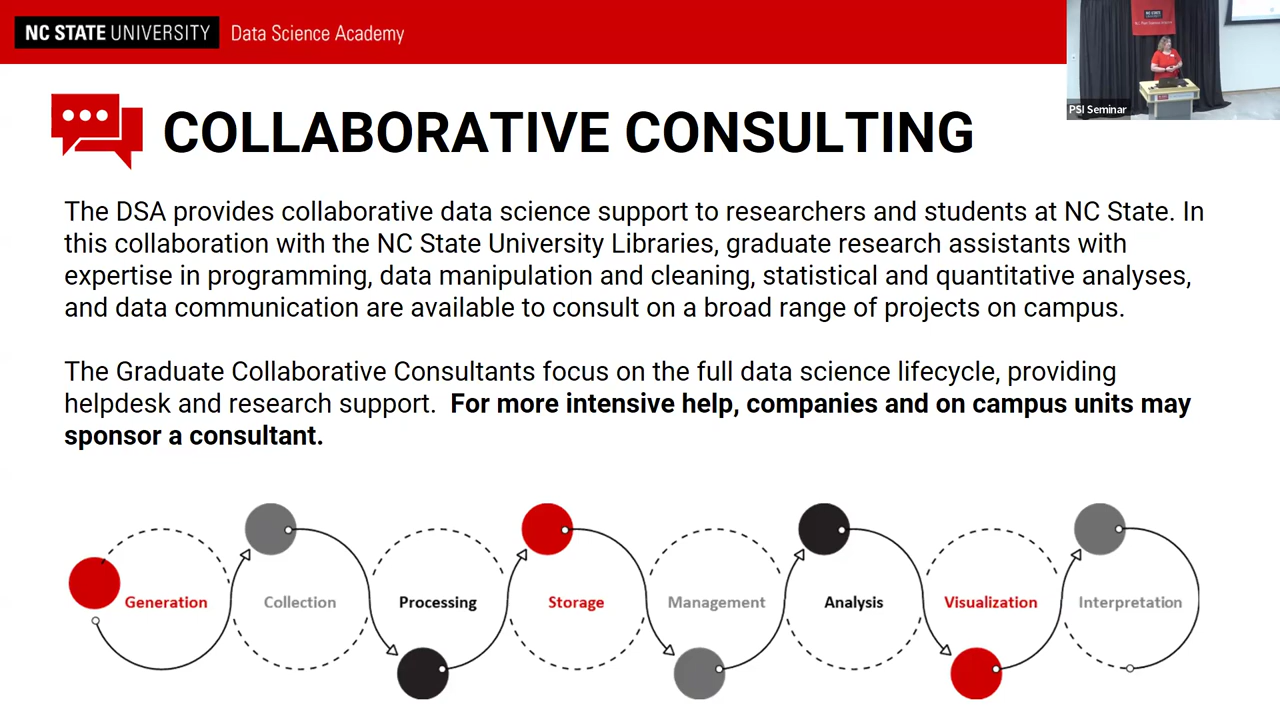 NC STATE UNIVERSITY Data Science Academy
PSI Seminar
COLLABORATIVE CONSULTING
The DSA provides collaborative data science support to researchers and students at NC State. In
this collaboration with the NC State University Libraries, graduate research assistants with
expertise in programming, data manipulation and cleaning, statistical and quantitative analyses,
and data communication are available to consult on a broad range of projects on campus.
The Graduate Collaborative Consultants focus on the full data science lifecycle, providing
helpdesk and research support. For more intensive help, companies and on campus units may
sponsor a consultant.
Generation Collection Processing Storage Management Analysis Visualization Interpretation